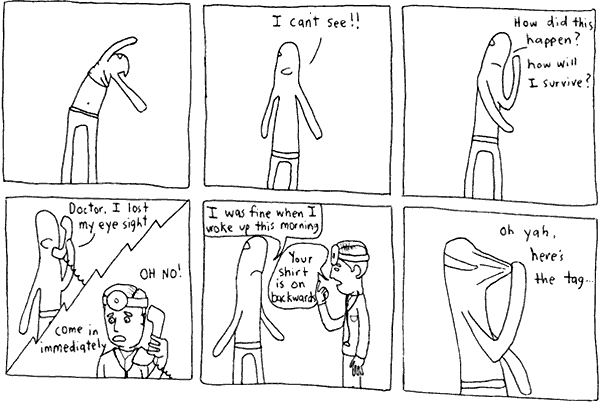 I can't see!!
How did this
happen?
how will
I survive?
Doctor, I lost
my eye sight
OH NO!
come in
immediately
I was fine when I
woke up this morning
Your
shirt
is on
backwards
oh yah,
here's
the tag...